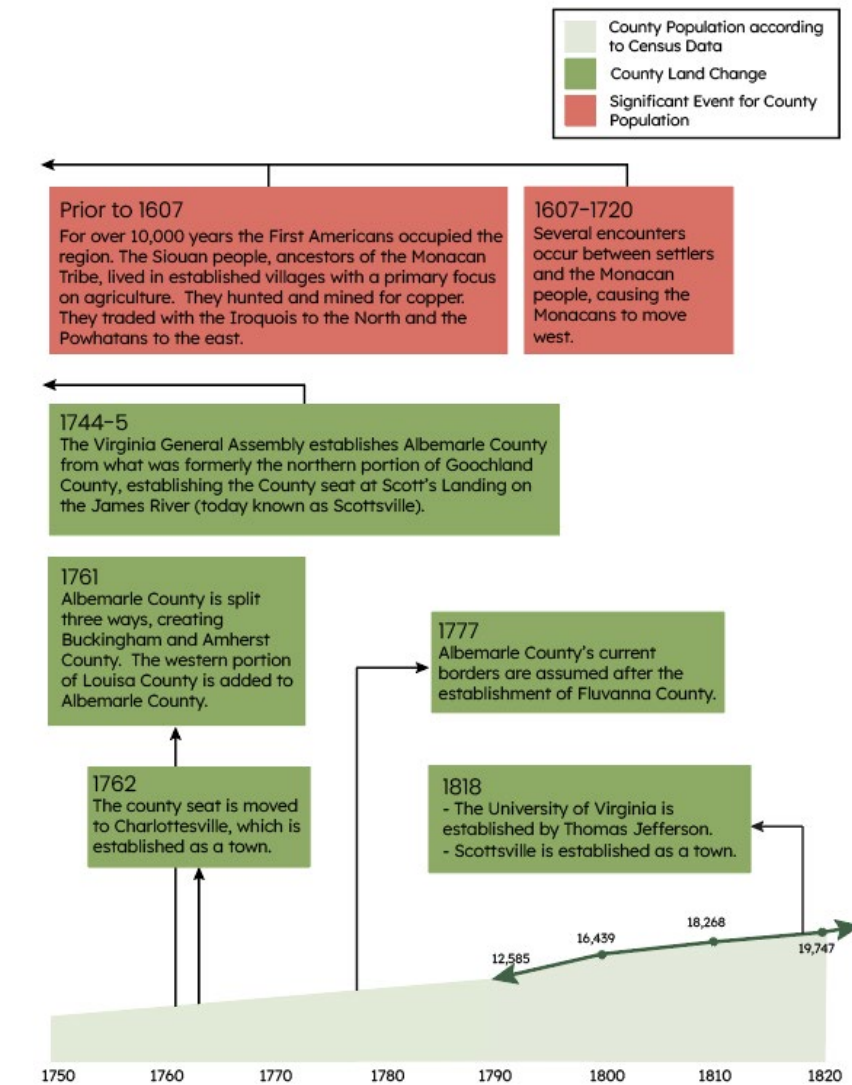 County Population according
to Census Data
County Land Change
Significant Event for County
Population
Prior to 1607
For over 10,000 years the First Americans occupied the
region. The Siouan people, ancestors of the Monacan
Tribe, lived in established villages with a primary focus
on agriculture. They hunted and mined for copper.
They traded with the Iroquois to the North and the
Powhatans to the east.
1607-1720
Several encounters
occur between settlers
and the Monacan
people, causing the
Monacans to move
west.
1744-5
The Virginia General Assembly establishes Albemarle County
from what was formerly the northern portion of Goochland
County, establishing the County seat at Scott's Landing on
the James River (today known as Scottsville).
1761
Albemarle County is split
three ways, creating
Buckingham and Amherst
County. The western portion
of Louisa County is added to
Albemarle County.
1777
Albemarle County's current
borders are assumed after the
establishment of Fluvanna County.
1762
The county seat is moved
to Charlottesville, which is
established as a town.
1818
- The University of Virginia is
established by Thomas Jefferson.
- Scottsville is established as a town.
12,585
16,439
18,268
19,747
1750 1760 1770 1780 1790 1800 1810 1820